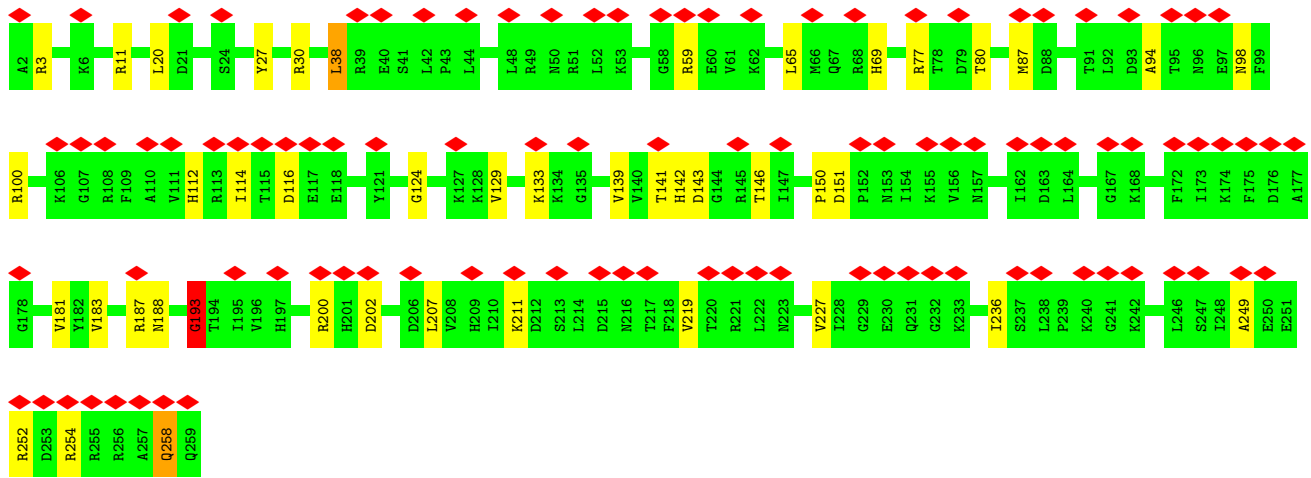 A2 R3 K6 R11 L20 D21 S24 Y27 R30 L38 R39 E40 S41 L42 P43 L44 L48 R49 N50 R51 L52 K53 G58 R59 E60 V61 K62 L65 M66 Q67 R68 H69 R77 T78 D79 T80 M87 D88 T91 L92 D93 A94 T95 N96 E97 N98 F99
R100 K106 G107 R108 F109 A110 V111 H112 R113 I114 T115 D116 E117 E118 Y121 G124 K127 K128 V129 K133 K134 G135 V139 V140 T141 H142 D143 G144 R145 T146 I147 P150 D151 P152 N153 I154 K155 V156 N157 I162 D163 L164 G167 K168 F172 I173 K174 F175 D176 A177
G178 V181 Y182 V183 R187 N188 G193 T194 I195 V196 H197 R200 H201 D202 D206 L207 V208 H209 I210 K211 D212 S213 L214 D215 N216 T217 F218 V219 T220 R221 L222 N223 V227 I228 G229 E230 Q231 G232 K233 I236 S237 L238 P239 K240 G241 K242 L246 S247 I248 A249 E250 E251
R252 D253 R254 R255 R256 A257 Q258 Q259